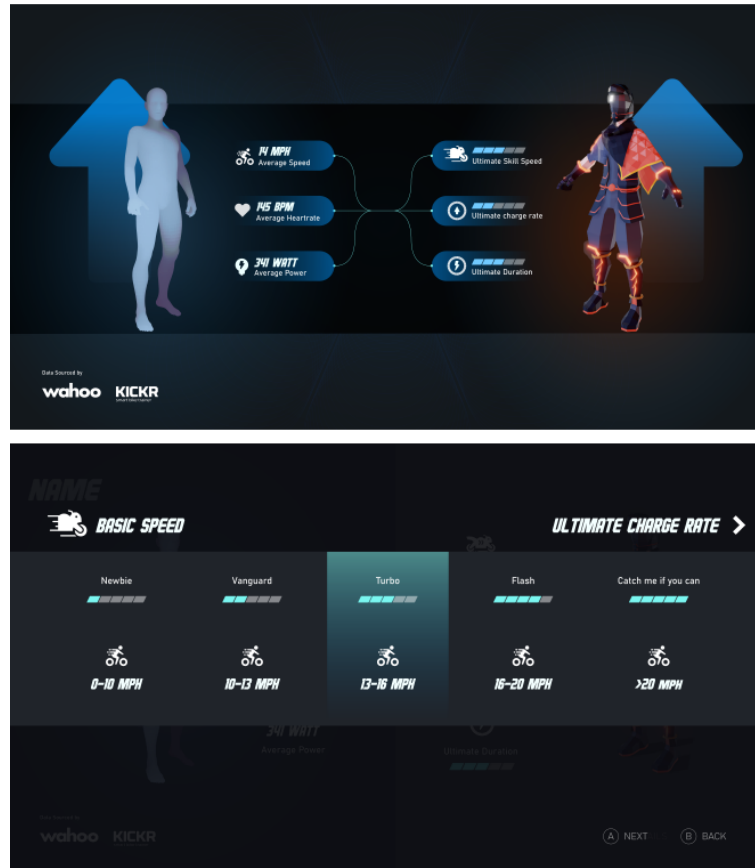 14 MPH
Average Speed
Ultimate Skill Speed
145 BPM
Average Heartrate
Ultimate charge rate
341 WATT
Average Power
Ultimate Duration
Data Sourced by
wahoo KICKR
NAME
BASIC SPEED
ULTIMATE CHARGE RATE
Newbie Vanguard Turbo Flash Catch me if you can
0-10 MPH 10-13 MPH 13-16 MPH 16-20 MPH >20 MPH
341 WATT
Average Power
Ultimate Duration
wahoo KICKR
A NEXT B BACK